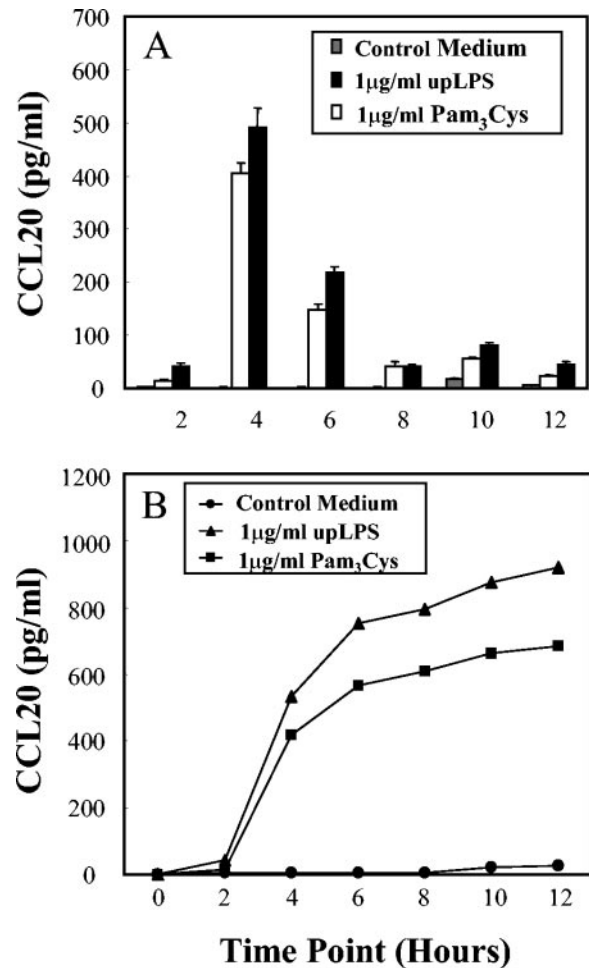 A
Control Medium
1μg/ml upLPS
1μg/ml Pam₃Cys
CCL20 (pg/ml)
700
600
500
400
300
200
100
0
2 4 6 8 10 12
B
Control Medium
1μg/ml upLPS
1μg/ml Pam₃Cys
CCL20 (pg/ml)
1200
1000
800
600
400
200
0
0 2 4 6 8 10 12
Time Point (Hours)